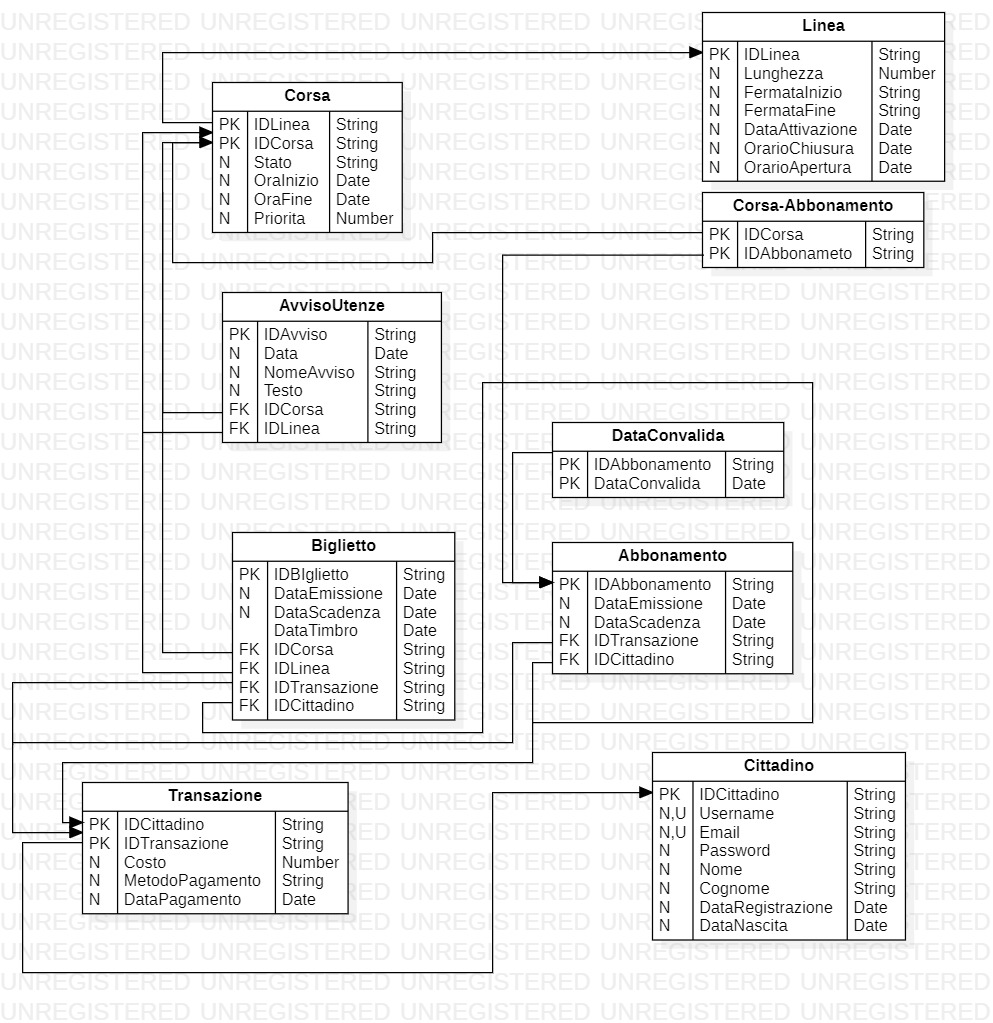 Linea
PK IDLinea String
N Lunghezza Number
N FermataInizio String
N FermataFine String
N DataAttivazione Date
N OrarioChiusura Date
N OrarioApertura Date
Corsa
PK IDLinea String
PK IDCorsa String
N Stato String
N OraInizio Date
N OraFine Date
N Priorita Number
Corsa-Abbonamento
PK IDCorsa String
PK IDAbbonameto String
AvvisoUtenze
PK IDAvviso String
N Data Date
N NomeAvviso String
N Testo String
FK IDCorsa String
FK IDLinea String
DataConvalida
PK IDAbbonamento String
PK DataConvalida Date
Biglietto
PK IDBIglietto String
N DataEmissione Date
N DataScadenza Date
DataTimbro Date
FK IDCorsa String
FK IDLinea String
FK IDTransazione String
FK IDCittadino String
Abbonamento
PK IDAbbonamento String
N DataEmissione Date
N DataScadenza Date
FK IDTransazione String
FK IDCittadino String
Transazione
PK IDCittadino String
PK IDTransazione String
N Costo Number
N MetodoPagamento String
N DataPagamento Date
Cittadino
PK IDCittadino String
N,U Username String
N,U Email String
N Password String
N Nome String
N Cognome String
N DataRegistrazione Date
N DataNascita Date
UNREGISTERED